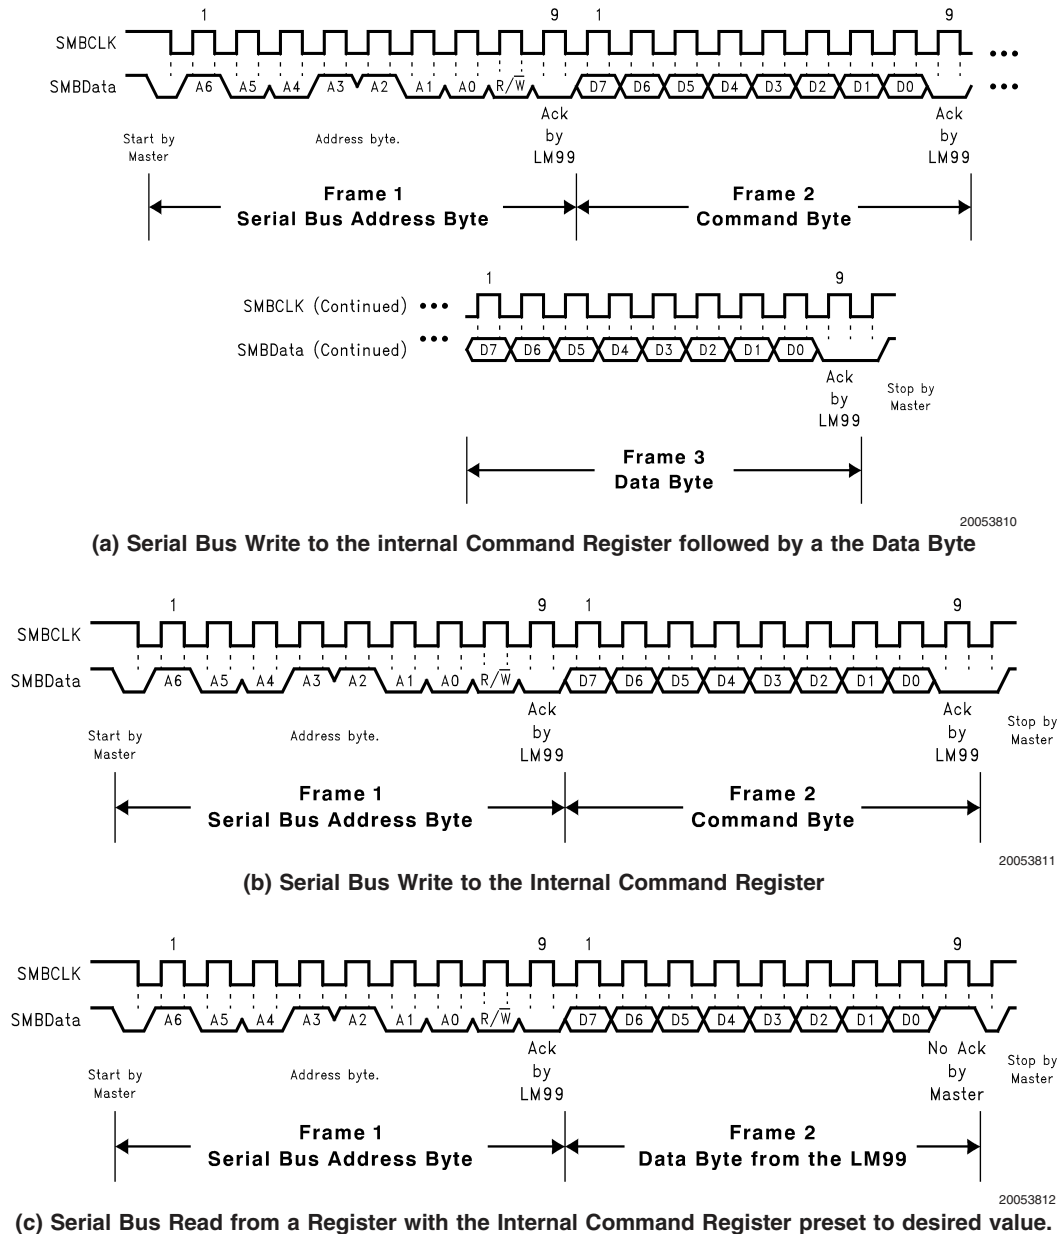 1 9 1 9
SMBCLK
SMBData A6 A5 A4 A3 A2 A1 A0 R/W̅ D7 D6 D5 D4 D3 D2 D1 D0
Start by
Master
Address byte.
Ack
by
LM99
Ack
by
LM99
Frame 1
Serial Bus Address Byte
Frame 2
Command Byte
1 9
SMBCLK (Continued)
SMBData (Continued) D7 D6 D5 D4 D3 D2 D1 D0
Ack
by
LM99
Stop by
Master
Frame 3
Data Byte
20053810
(a) Serial Bus Write to the internal Command Register followed by a the Data Byte
1 9 1 9
SMBCLK
SMBData A6 A5 A4 A3 A2 A1 A0 R/W̅ D7 D6 D5 D4 D3 D2 D1 D0
Start by
Master
Address byte.
Ack
by
LM99
Ack
by
LM99
Stop by
Master
Frame 1
Serial Bus Address Byte
Frame 2
Command Byte
20053811
(b) Serial Bus Write to the Internal Command Register
1 9 1 9
SMBCLK
SMBData A6 A5 A4 A3 A2 A1 A0 R/W̅ D7 D6 D5 D4 D3 D2 D1 D0
Start by
Master
Address byte.
Ack
by
LM99
No Ack
by
Master
Stop by
Master
Frame 1
Serial Bus Address Byte
Frame 2
Data Byte from the LM99
20053812
(c) Serial Bus Read from a Register with the Internal Command Register preset to desired value.